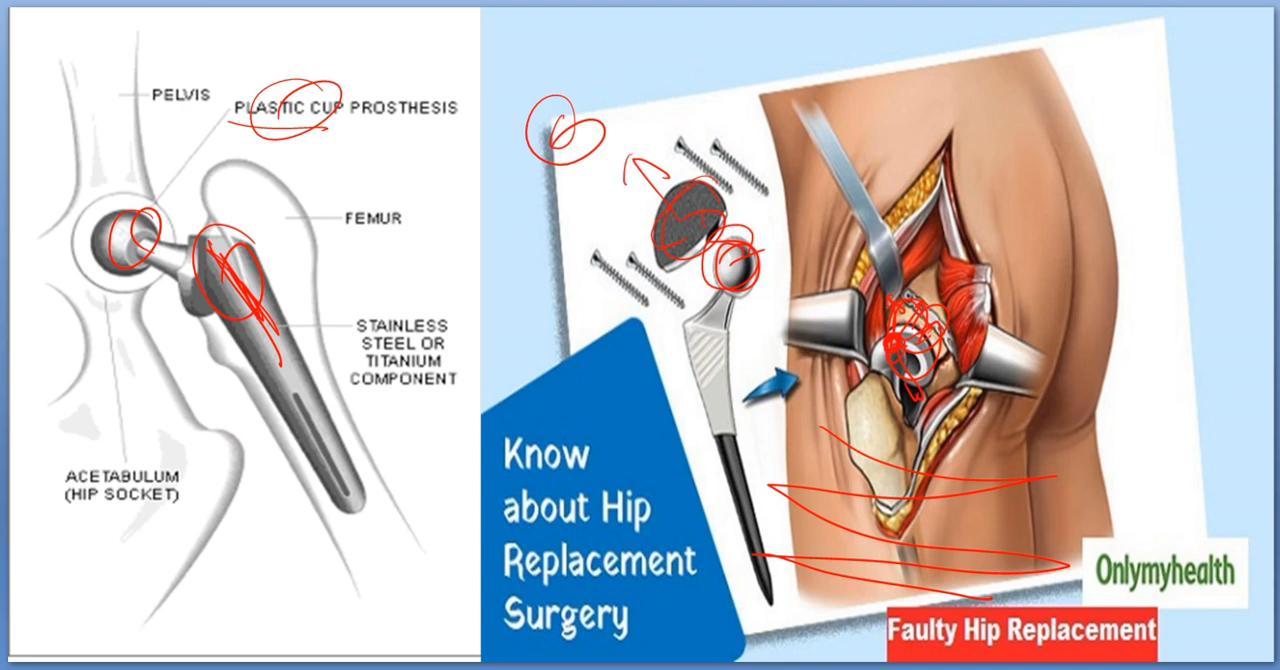 PELVIS
PLASTIC CUP PROSTHESIS
FEMUR
STAINLESS
STEEL OR
TITANIUM
COMPONENT
ACETABULUM
(HIP SOCKET)
Know
about Hip
Replacement
Surgery
Onlymyhealth
Faulty Hip Replacement